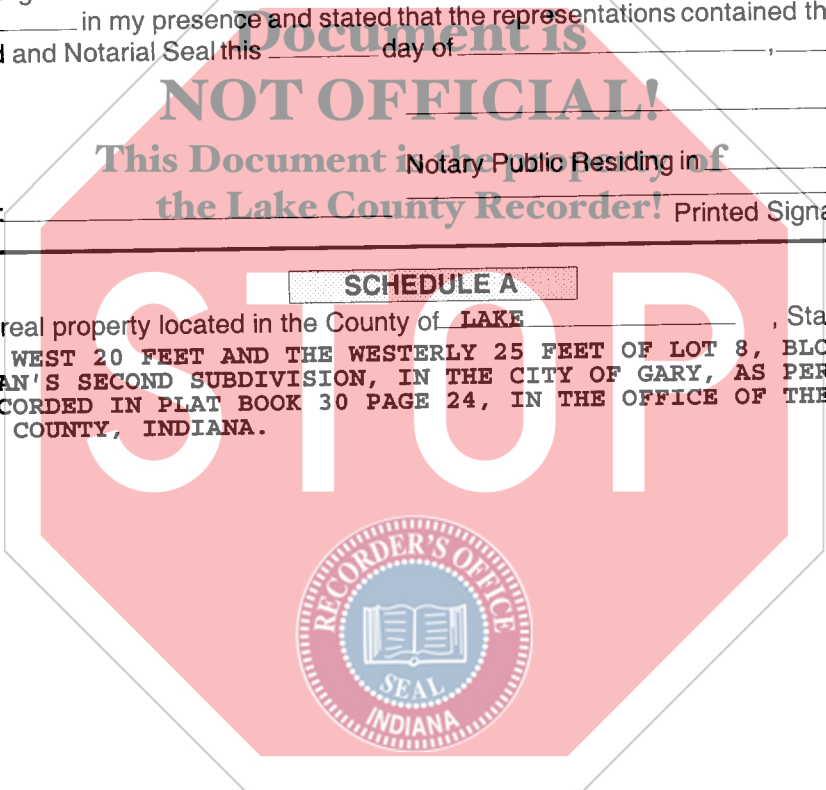 in my presence and stated that the representations contained th
Document is
d and Notarial Seal this day of ,
NOT OFFICIAL!
This Document is the property of
Notary Public Residing in
the Lake County Recorder!
Printed Signa
SCHEDULE A
real property located in the County of LAKE , Sta
WEST 20 FEET AND THE WESTERLY 25 FEET OF LOT 8, BLO
AN'S SECOND SUBDIVISION, IN THE CITY OF GARY, AS PER
CORDED IN PLAT BOOK 30 PAGE 24, IN THE OFFICE OF THE
COUNTY, INDIANA.
STOP
RECORDER'S OFFICE
SEAL
INDIANA